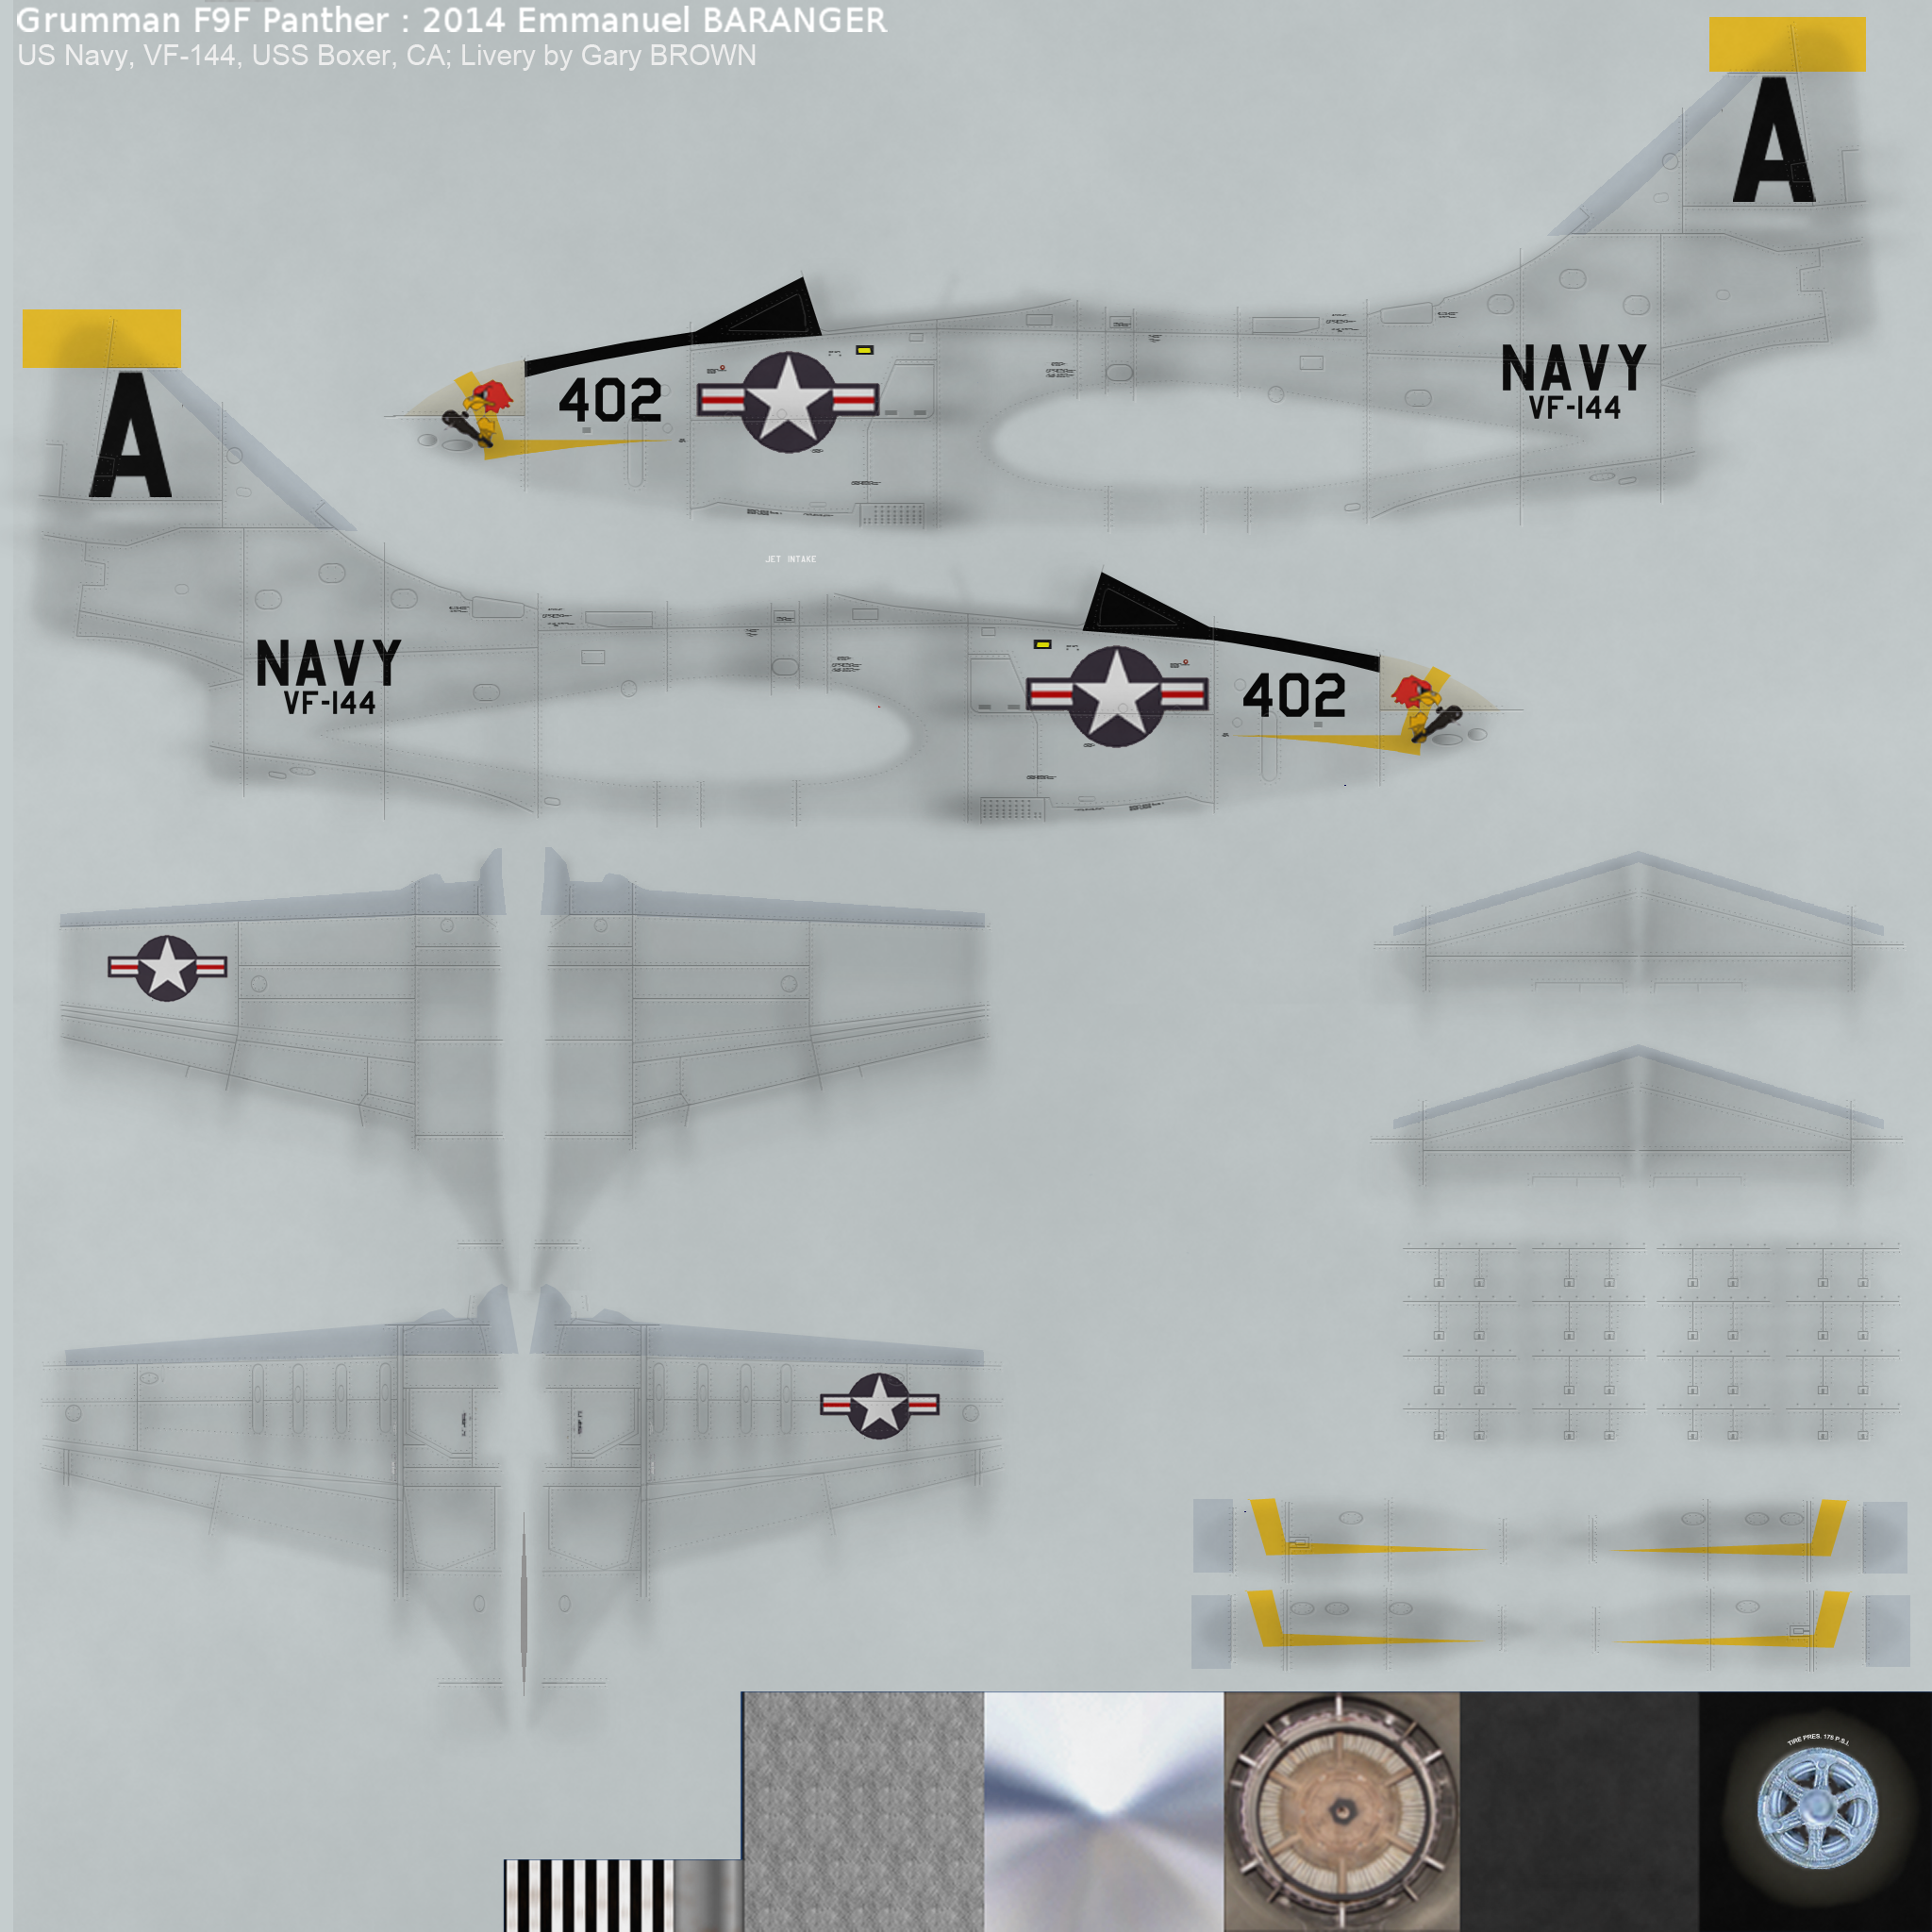 Grumman F9F Panther : 2014 Emmanuel BARANGER
US Navy, VF-144, USS Boxer, CA; Livery by Gary BROWN
A
A
402
NAVY
VF-144
JET INTAKE
NAVY
VF-144
402
TIRE PRES. 175 P.S.I.